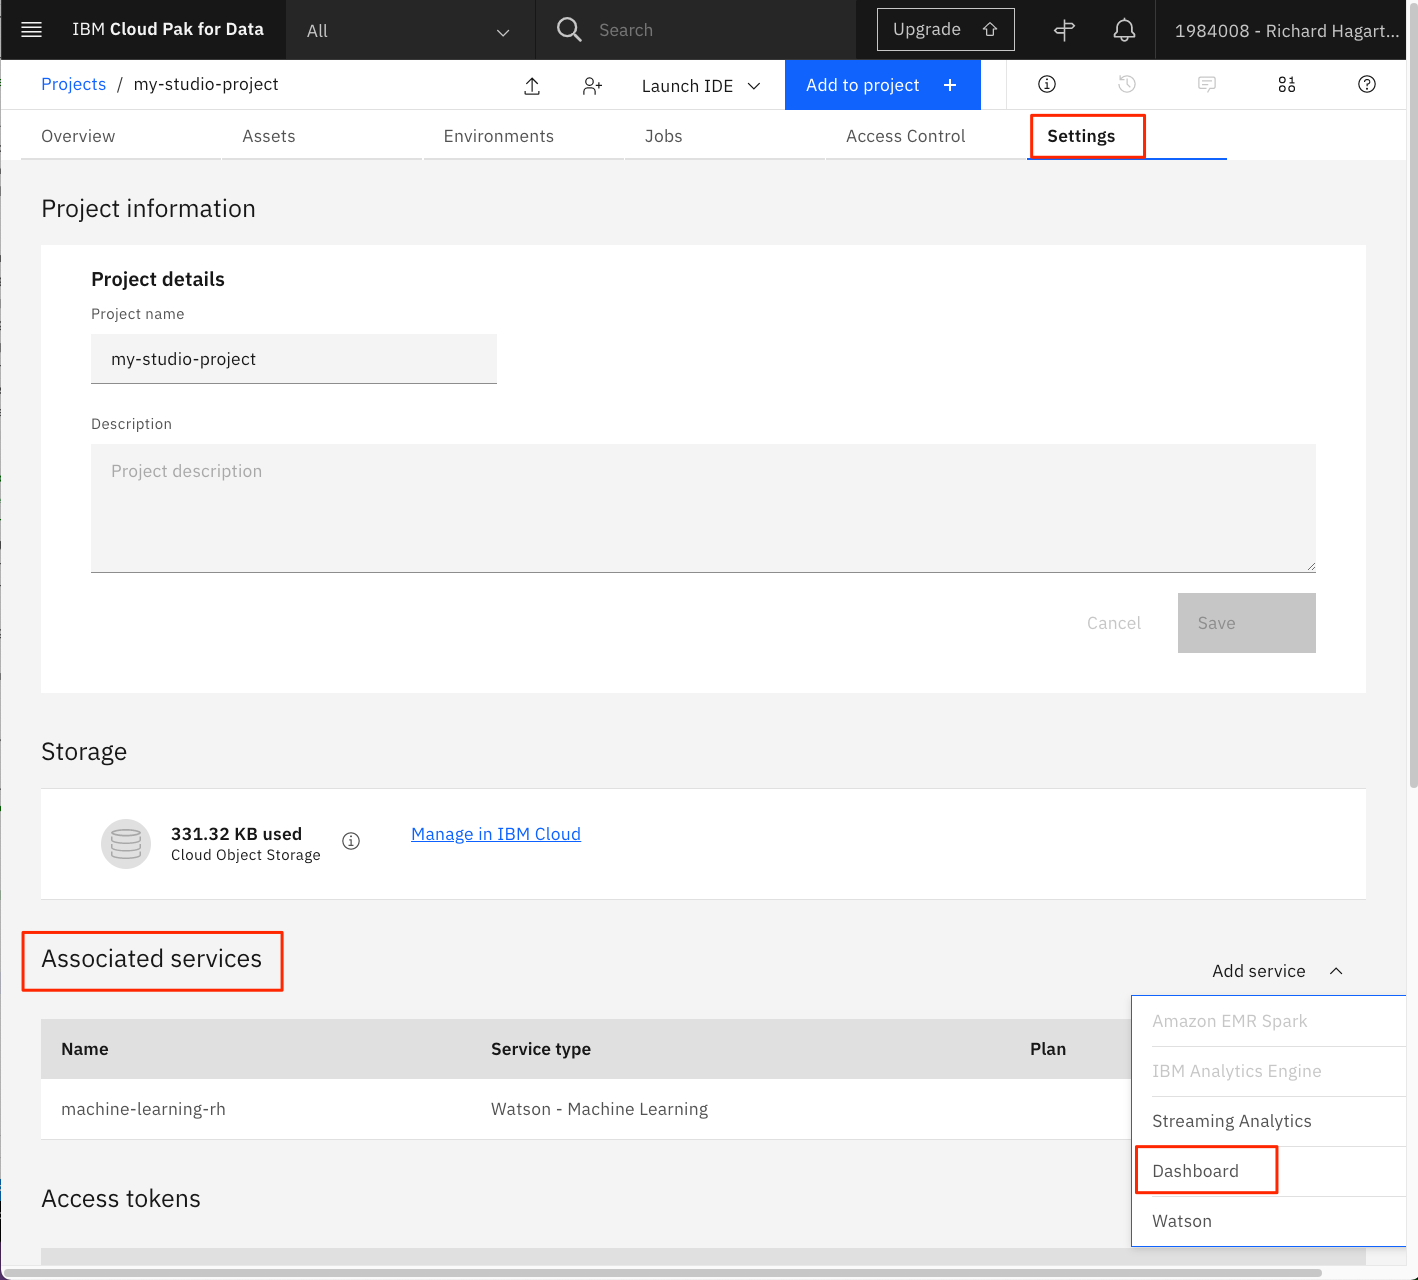 IBM Cloud Pak for Data
All
Search
Upgrade
1984008 - Richard Hagart...
Projects / my-studio-project
Launch IDE
Add to project +
Overview
Assets
Environments
Jobs
Access Control
Settings
Project information
Project details
Project name
my-studio-project
Description
Project description
Cancel
Save
Storage
331.32 KB used
Cloud Object Storage
Manage in IBM Cloud
Associated services
Add service
Name
Service type
Plan
machine-learning-rh
Watson - Machine Learning
Amazon EMR Spark
IBM Analytics Engine
Streaming Analytics
Dashboard
Watson
Access tokens